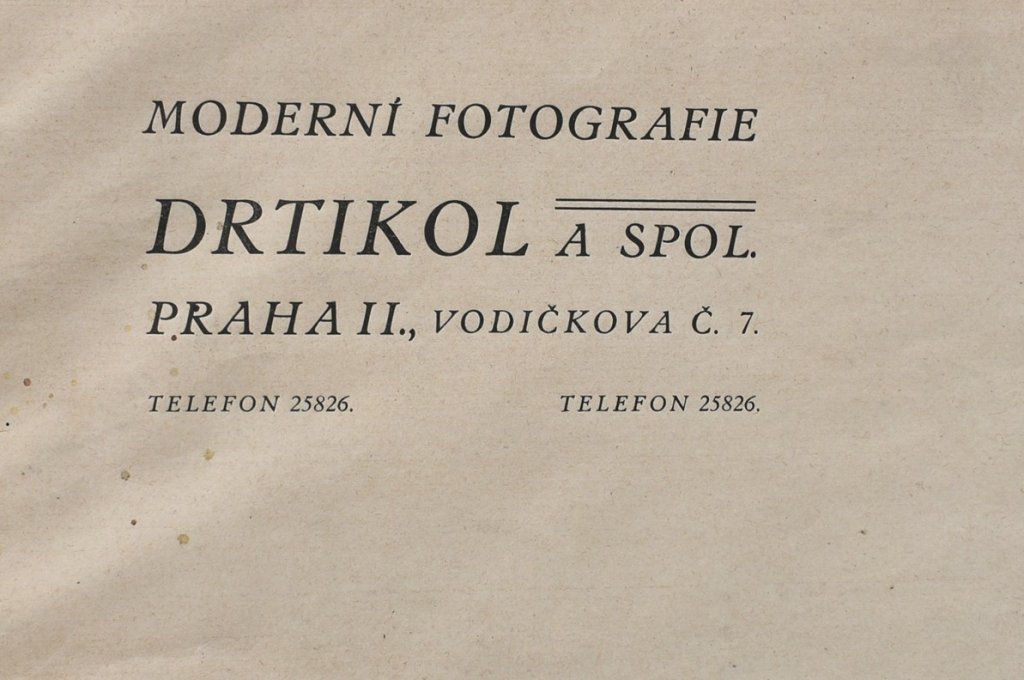 MODERNÍ FOTOGRAFIE
DRTIKOL A SPOL.
PRAHA II., VODIČKOVA Č. 7.
TELEFON 25826. TELEFON 25826.